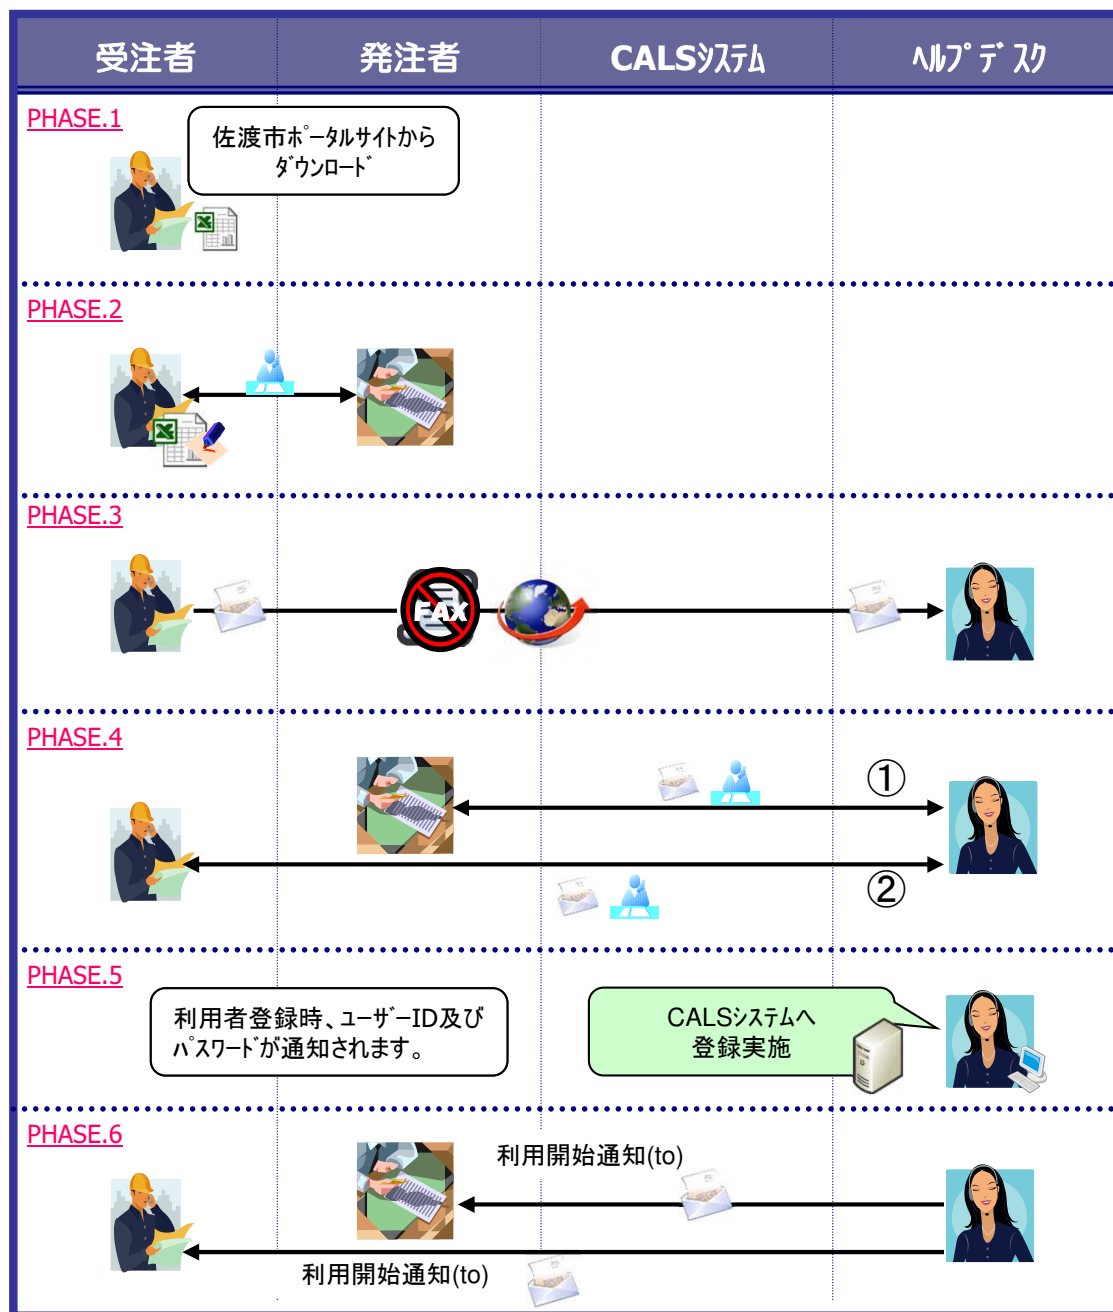 受注者 発注者 CALSｼｽﾃﾑ ﾍﾙﾌﾟﾃﾞｽｸ
PHASE.1
佐渡市ﾎﾟｰﾀﾙｻｲﾄから
ﾀﾞｳﾝﾛｰﾄﾞ
PHASE.2
PHASE.3
FAX
PHASE.4
①
②
PHASE.5
利用者登録時、ﾕｰｻﾞｰID及び
ﾊﾟｽﾜｰﾄﾞが通知されます。
CALSｼｽﾃﾑへ
登録実施
PHASE.6
利用開始通知(to)
利用開始通知(to)